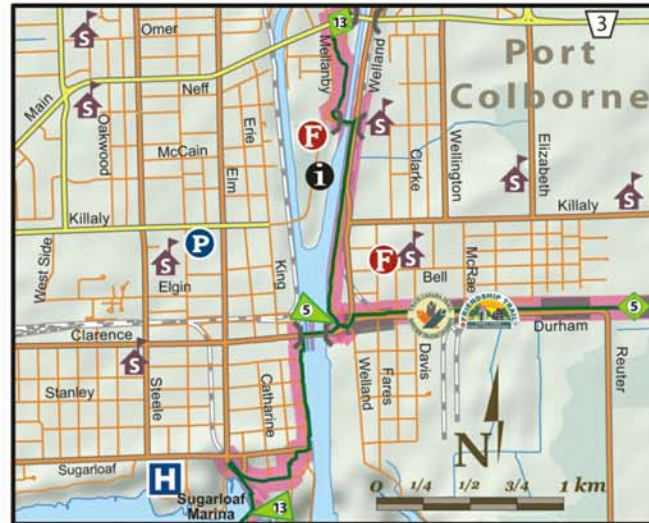 3
13
S
Omer
Mellanby
Welland
Port
Colborne
Neff
Main
S
Oakwood
Erie
F
S
McCain
Elm
i
Clarke
Wellington
Elizabeth
S
S
Killaly
Killaly
P
West Side
S
Elgin
King
F
S
Bell
McRae
5
FRIENDSHIP TRAIL
5
Clarence
Durham
S
Stanley
Steele
Catharine
Welland
Fares
Davis
Reuter
Sugarloaf
H
Sugarloaf
Marina
13
N
0 1/4 1/2 3/4 1 km